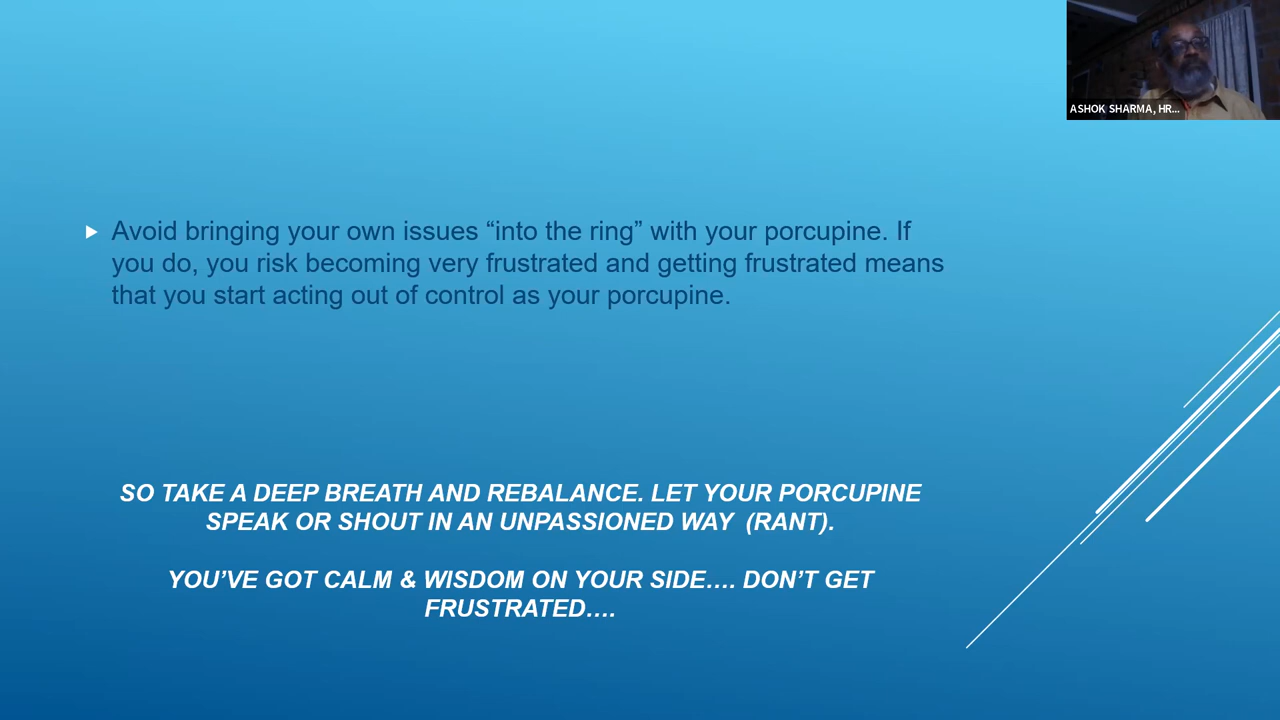 ASHOK SHARMA, HR...
Avoid bringing your own issues “into the ring” with your porcupine. If
you do, you risk becoming very frustrated and getting frustrated means
that you start acting out of control as your porcupine.
SO TAKE A DEEP BREATH AND REBALANCE. LET YOUR PORCUPINE
SPEAK OR SHOUT IN AN UNPASSIONED WAY (RANT).
YOU’VE GOT CALM & WISDOM ON YOUR SIDE.... DON’T GET
FRUSTRATED....